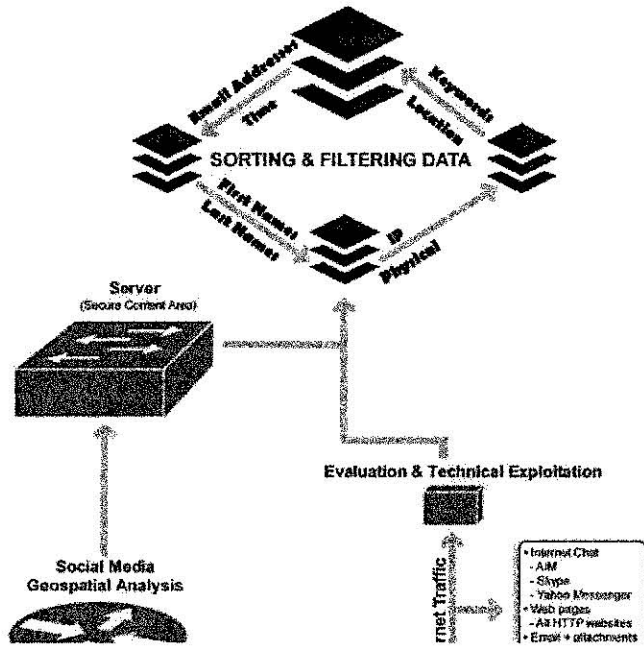 Email Addresses
Time
Keywords
Location
SORTING & FILTERING DATA
First Names
Last Names
IP
Physical
Server
(Secure Content Area)
Evaluation & Technical Exploitation
Social Media
Geospatial Analysis
rnet Traffic
• Internet Chat
- AIM
- Skype
- Yahoo Messenger
• Web pages
- All HTTP websites
• Email + attachments